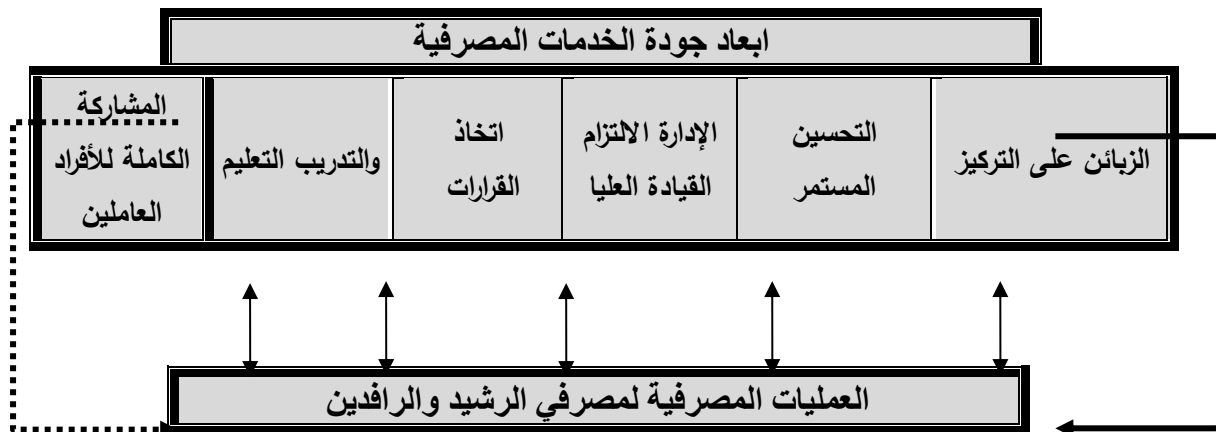 ابعاد جودة الخدمات المصرفية
الزبائن على التركيز
التحسين
المستمر
الإدارة الالتزام
القيادة العليا
اتخاذ
القرارات
والتدريب التعليم
المشاركة
الكاملة للأفراد
العاملين
العمليات المصرفية لمصرفي الرشيد والرافدين